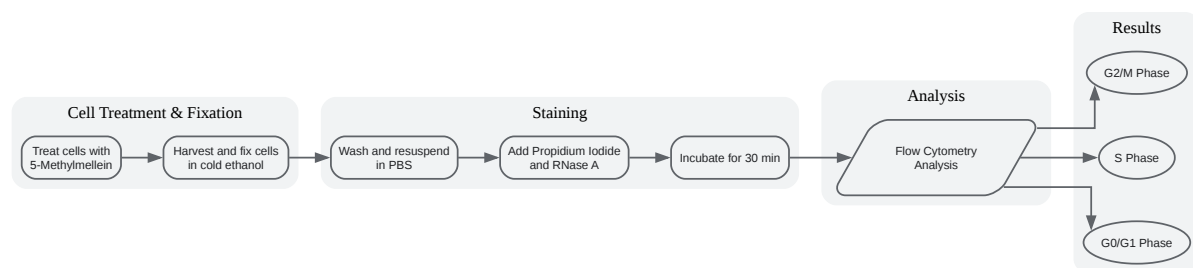 Cell Treatment & Fixation
Treat cells with
5-Methylmellein
Harvest and fix cells
in cold ethanol
Staining
Wash and resuspend
in PBS
Add Propidium Iodide
and RNase A
Incubate for 30 min
Analysis
Flow Cytometry
Analysis
Results
G2/M Phase
S Phase
G0/G1 Phase